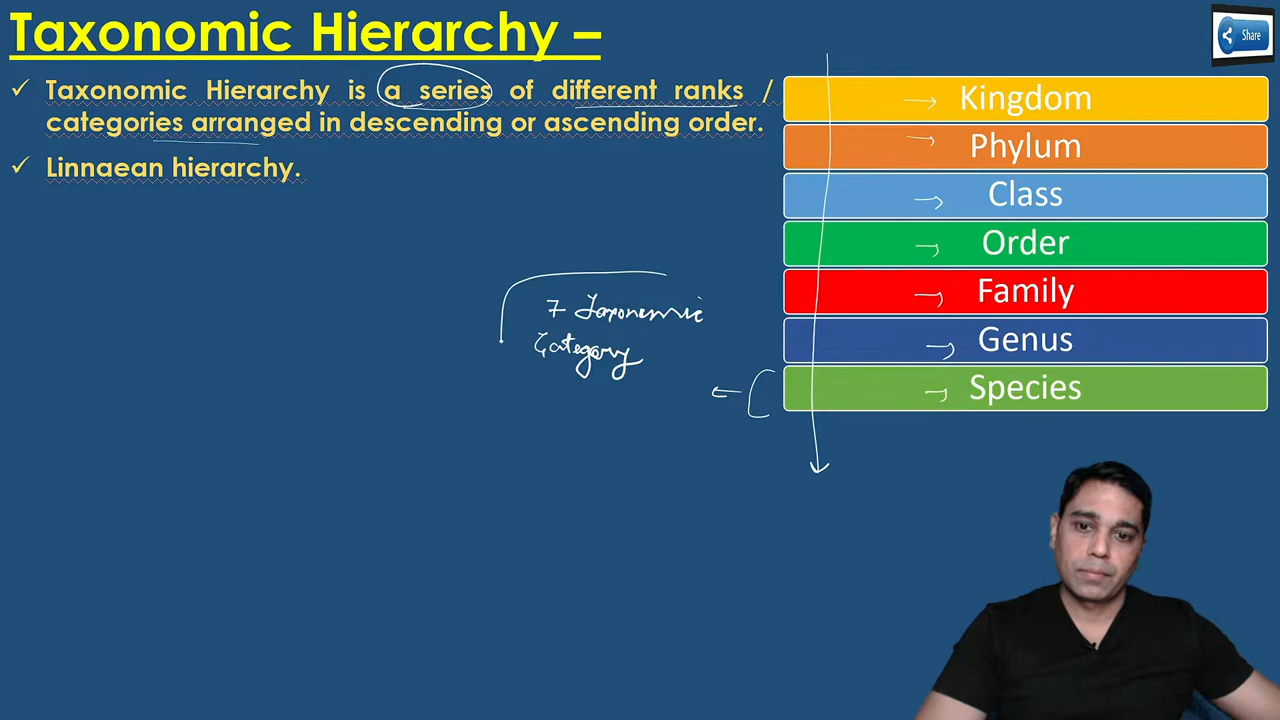 Taxonomic Hierarchy –
Share
✓ Taxonomic Hierarchy is a series of different ranks /
categories arranged in descending or ascending order.
✓ Linnaean hierarchy.
Kingdom
Phylum
Class
Order
Family
Genus
Species
7 Taxonomic
Category